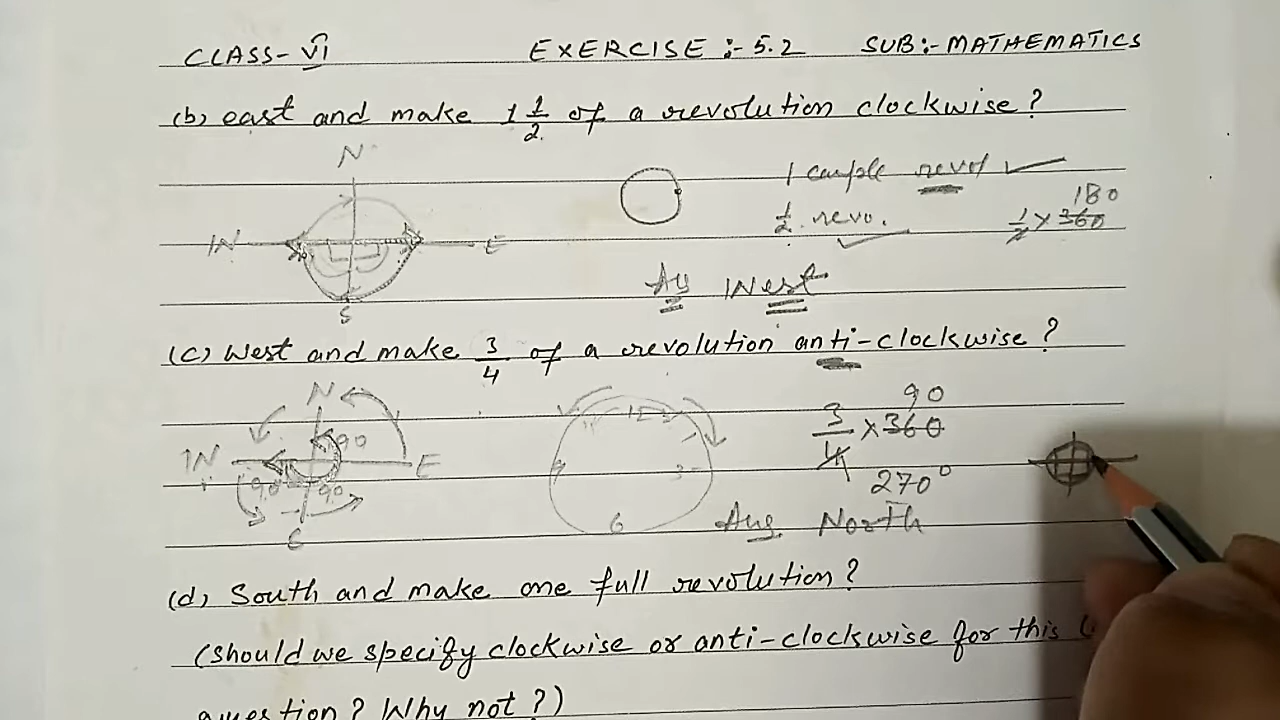 CLASS-VI EXERCISE :- 5.2 SUB:- MATHEMATICS
(b) east and make 1 1/2 of a revolution clockwise?
N
revol
1/2 revo.
180
1/2 × 360
W E
S
West
(c) West and make 3/4 of a revolution anti-clockwise?
N
90
12
90
3/4 × 360
W E
9 3
90 90
270°
S
6
Ans North
(d) South and make one full revolution?
(should we specify clockwise or anti-clockwise for this
question? Why not?)